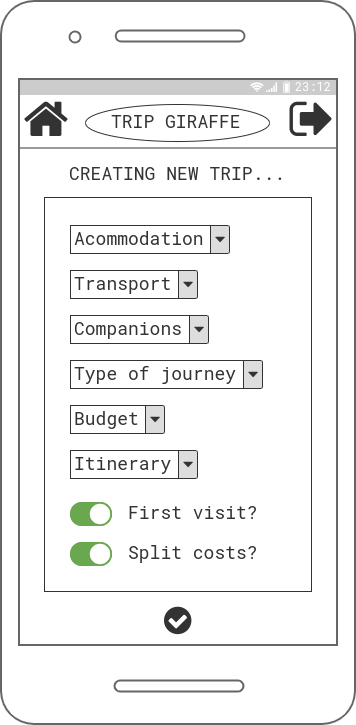 23:12
TRIP GIRAFFE
CREATING NEW TRIP...
Acommodation
Transport
Companions
Type of journey
Budget
Itinerary
First visit?
Split costs?